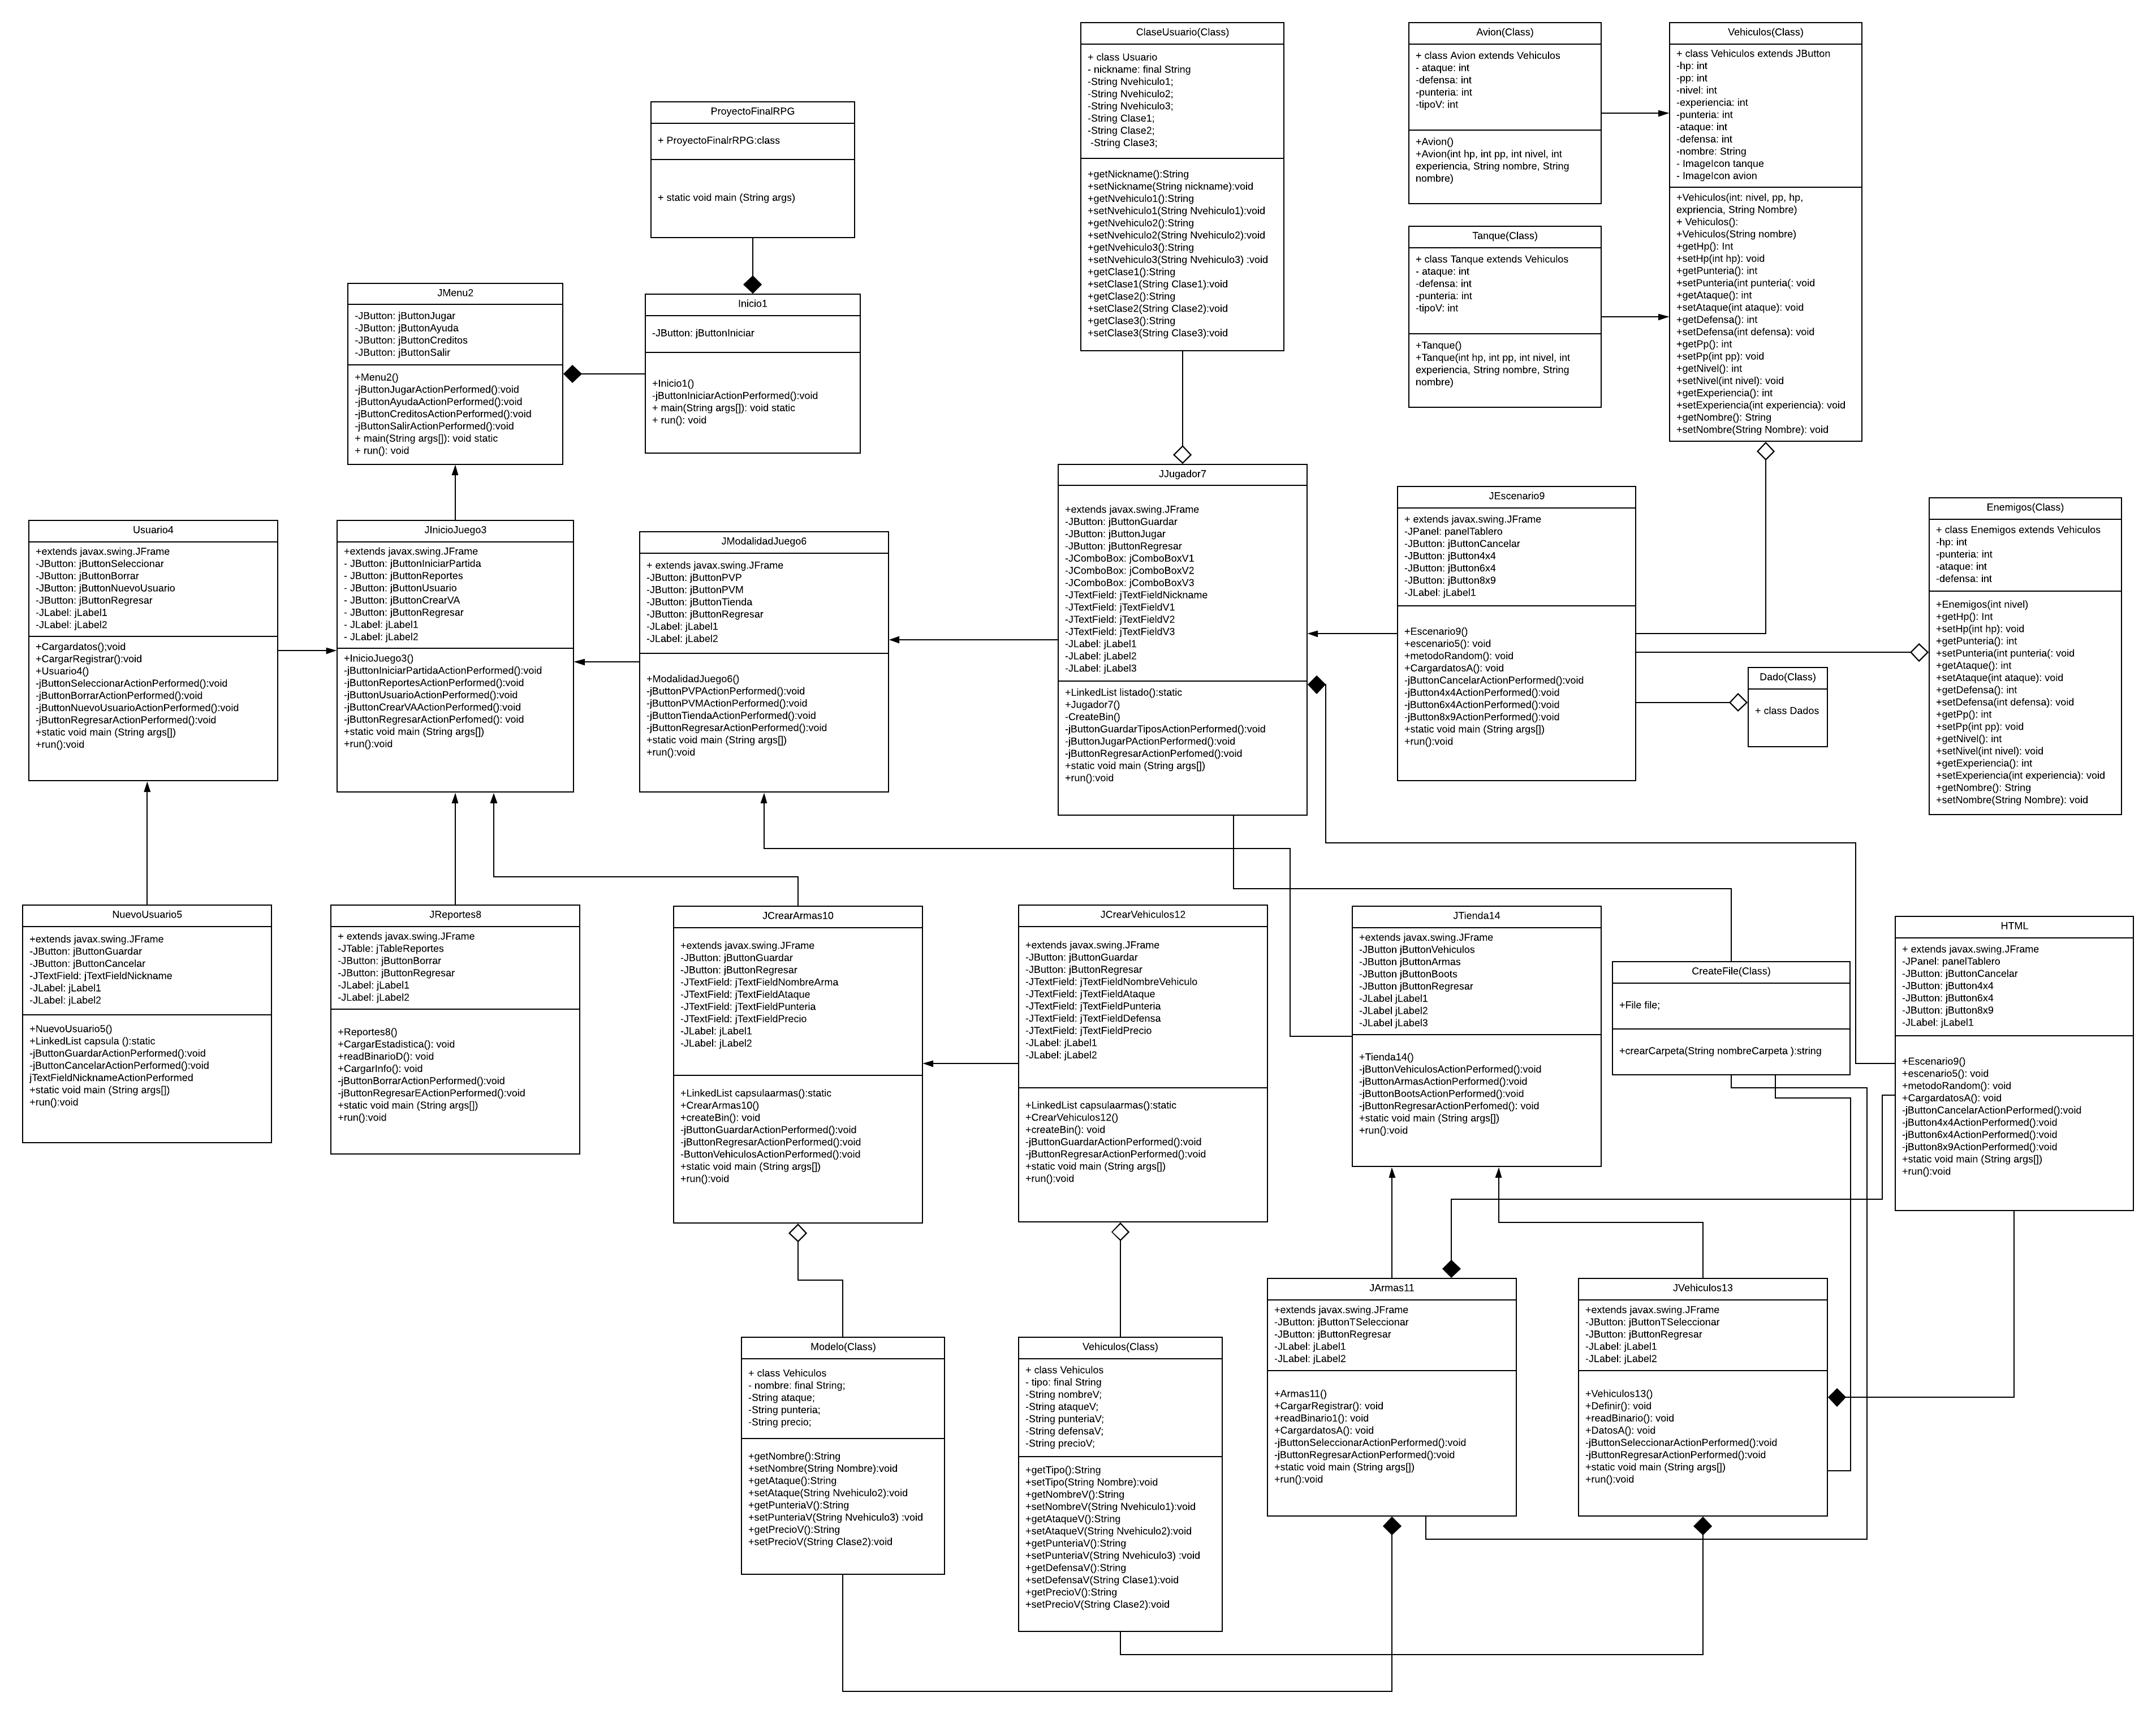 ClaseUsuario(Class)
+ class Usuario
- nickname: final String
-String Nvehiculo1;
-String Nvehiculo2;
-String Nvehiculo3;
-String Clase1;
-String Clase2;
-String Clase3;
+getNickname():String
+setNickname(String nickname):void
+getNvehiculo1():String
+setNvehiculo1(String Nvehiculo1):void
+getNvehiculo2():String
+setNvehiculo2(String Nvehiculo2):void
+getNvehiculo3():String
+setNvehiculo3(String Nvehiculo3) :void
+getClase1():String
+setClase1(String Clase1):void
+getClase2():String
+setClase2(String Clase2):void
+getClase3():String
+setClase3(String Clase3):void
Avion(Class)
+ class Avion extends Vehiculos
- ataque: int
-defensa: int
-punteria: int
-tipoV: int
+Avion()
+Avion(int hp, int pp, int nivel, int
experiencia, String nombre, String
nombre)
Vehiculos(Class)
+ class Vehiculos extends JButton
-hp: int
-pp: int
-nivel: int
-experiencia: int
-punteria: int
-ataque: int
-defensa: int
-nombre: String
- ImageIcon tanque
- ImageIcon avion
+Vehiculos(int: nivel, pp, hp,
expriencia, String Nombre)
+ Vehiculos():
+Vehiculos(String nombre)
+getHp(): Int
+setHp(int hp): void
+getPunteria(): int
+setPunteria(int punteria(: void
+getAtaque(): int
+setAtaque(int ataque): void
+getDefensa(): int
+setDefensa(int defensa): void
+getPp(): int
+setPp(int pp): void
+getNivel(): int
+setNivel(int nivel): void
+getExperiencia(): int
+setExperiencia(int experiencia): void
+getNombre(): String
+setNombre(String Nombre): void
ProyectoFinalRPG
+ ProyectoFinalrRPG:class
+ static void main (String args)
Tanque(Class)
+ class Tanque extends Vehiculos
- ataque: int
-defensa: int
-punteria: int
-tipoV: int
+Tanque()
+Tanque(int hp, int pp, int nivel, int
experiencia, String nombre, String
nombre)
JMenu2
-JButton: jButtonJugar
-JButton: jButtonAyuda
-JButton: jButtonCreditos
-JButton: jButtonSalir
+Menu2()
-jButtonJugarActionPerformed():void
-jButtonAyudaActionPerformed():void
-jButtonCreditosActionPerformed():void
-jButtonSalirActionPerformed():void
+ main(String args[]): void static
+ run(): void
Inicio1
-JButton: jButtonIniciar
+Inicio1()
-jButtonIniciarActionPerformed():void
+ main(String args[]): void static
+ run(): void
Usuario4
+extends javax.swing.JFrame
-JButton: jButtonSeleccionar
-JButton: jButtonBorrar
-JButton: jButtonNuevoUsuario
-JButton: jButtonRegresar
-JLabel: jLabel1
-JLabel: jLabel2
+Cargardatos();void
+CargarRegistrar():void
+Usuario4()
-jButtonSeleccionarActionPerformed():void
-jButtonBorrarActionPerformed():void
-jButtonNuevoUsuarioActionPerformed():void
-jButtonRegresarActionPerformed():void
+static void main (String args[])
+run():void
JInicioJuego3
+extends javax.swing.JFrame
- JButton: jButtonIniciarPartida
- JButton: jButtonReportes
- JButton: jButtonUsuario
- JButton: jButtonCrearVA
- JButton: jButtonRegresar
- JLabel: jLabel1
- JLabel: jLabel2
+InicioJuego3()
-jButtonIniciarPartidaActionPerformed():void
-jButtonReportesActionPerformed():void
-jButtonUsuarioActionPerformed():void
-jButtonCrearVAActionPerformed():void
-jButtonRegresarActionPerfomed(): void
+static void main (String args[])
+run():void
JModalidadJuego6
+ extends javax.swing.JFrame
-JButton: jButtonPVP
-JButton: jButtonPVM
-JButton: jButtonTienda
-JButton: jButtonRegresar
-JLabel: jLabel1
-JLabel: jLabel2
+ModalidadJuego6()
-jButtonPVPActionPerformed():void
-jButtonPVMActionPerformed():void
-jButtonTiendaActionPerformed():void
-jButtonRegresarActionPerformed():void
+static void main (String args[])
+run():void
JJugador7
+extends javax.swing.JFrame
-JButton: jButtonGuardar
-JButton: jButtonJugar
-JButton: jButtonRegresar
-JComboBox: jComboBoxV1
-JComboBox: jComboBoxV2
-JComboBox: jComboBoxV3
-JTextField: jTextFieldNickname
-JTextField: jTextFieldV1
-JTextField: jTextFieldV2
-JTextField: jTextFieldV3
-JLabel: jLabel1
-JLabel: jLabel2
-JLabel: jLabel3
+LinkedList listado():static
+Jugador7()
-CreateBin()
-jButtonGuardarTiposActionPerformed():void
-jButtonJugarPActionPerformed():void
-jButtonRegresarActionPerfomed():void
+static void main (String args[])
+run():void
JEscenario9
+ extends javax.swing.JFrame
-JPanel: panelTablero
-JButton: jButtonCancelar
-JButton: jButton4x4
-JButton: jButton6x4
-JButton: jButton8x9
-JLabel: jLabel1
+Escenario9()
+escenario5(): void
+metodoRandom(): void
+CargardatosA(): void
-jButtonCancelarActionPerformed():void
-jButton4x4ActionPerformed():void
-jButton6x4ActionPerformed():void
-jButton8x9ActionPerformed():void
+static void main (String args[])
+run():void
Enemigos(Class)
+ class Enemigos extends Vehiculos
-hp: int
-punteria: int
-ataque: int
-defensa: int
+Enemigos(int nivel)
+getHp(): Int
+setHp(int hp): void
+getPunteria(): int
+setPunteria(int punteria(: void
+getAtaque(): int
+setAtaque(int ataque): void
+getDefensa(): int
+setDefensa(int defensa): void
+getPp(): int
+setPp(int pp): void
+getNivel(): int
+setNivel(int nivel): void
+getExperiencia(): int
+setExperiencia(int experiencia): void
+getNombre(): String
+setNombre(String Nombre): void
Dado(Class)
+ class Dados
NuevoUsuario5
+extends javax.swing.JFrame
-JButton: jButtonGuardar
-JButton: jButtonCancelar
-JTextField: jTextFieldNickname
-JLabel: jLabel1
-JLabel: jLabel2
+NuevoUsuario5()
+LinkedList capsula ():static
-jButtonGuardarActionPerformed():void
-jButtonCancelarActionPerformed():void
jTextFieldNicknameActionPerformed
+static void main (String args[])
+run():void
JReportes8
+ extends javax.swing.JFrame
-JTable: jTableReportes
-JButton: jButtonBorrar
-JButton: jButtonRegresar
-JLabel: jLabel1
-JLabel: jLabel2
+Reportes8()
+CargarEstadistica(): void
+readBinarioD(): void
+CargarInfo(): void
-jButtonBorrarActionPerformed():void
-jButtonRegresarEActionPerformed():void
+static void main (String args[])
+run():void
JCrearArmas10
+extends javax.swing.JFrame
-JButton: jButtonGuardar
-JButton: jButtonRegresar
-JTextField: jTextFieldNombreArma
-JTextField: jTextFieldAtaque
-JTextField: jTextFieldPunteria
-JTextField: jTextFieldPrecio
-JLabel: jLabel1
-JLabel: jLabel2
+LinkedList capsulaarmas():static
+CrearArmas10()
+createBin(): void
-jButtonGuardarActionPerformed():void
-jButtonRegresarActionPerformed():void
-ButtonVehiculosActionPerformed():void
+static void main (String args[])
+run():void
JCrearVehiculos12
+extends javax.swing.JFrame
-JButton: jButtonGuardar
-JButton: jButtonRegresar
-JTextField: jTextFieldNombreVehiculo
-JTextField: jTextFieldAtaque
-JTextField: jTextFieldPunteria
-JTextField: jTextFieldDefensa
-JTextField: jTextFieldPrecio
-JLabel: jLabel1
-JLabel: jLabel2
+LinkedList capsulaarmas():static
+CrearVehiculos12()
+createBin(): void
-jButtonGuardarActionPerformed():void
-jButtonRegresarActionPerformed():void
+static void main (String args[])
+run():void
JTienda14
+extends javax.swing.JFrame
-JButton jButtonVehiculos
-JButton jButtonArmas
-JButton jButtonBoots
-JButton jButtonRegresar
-JLabel jLabel1
-JLabel jLabel2
-JLabel jLabel3
+Tienda14()
-jButtonVehiculosActionPerformed():void
-jButtonArmasActionPerformed():void
-jButtonBootsActionPerformed():void
-jButtonRegresarActionPerformed(): void
+static void main (String args[])
+run():void
CreateFile(Class)
+File file;
+crearCarpeta(String nombreCarpeta ):string
HTML
+ extends javax.swing.JFrame
-JPanel: panelTablero
-JButton: jButtonCancelar
-JButton: jButton4x4
-JButton: jButton6x4
-JButton: jButton8x9
-JLabel: jLabel1
+Escenario9()
+escenario5(): void
+metodoRandom(): void
+CargardatosA(): void
-jButtonCancelarActionPerformed():void
-jButton4x4ActionPerformed():void
-jButton6x4ActionPerformed():void
-jButton8x9ActionPerformed():void
+static void main (String args[])
+run():void
Modelo(Class)
+ class Vehiculos
- nombre: final String;
-String ataque;
-String punteria;
-String precio;
+getNombre():String
+setNombre(String Nombre):void
+getAtaque():String
+setAtaque(String Nvehiculo2):void
+getPunteriaV():String
+setPunteriaV(String Nvehiculo3) :void
+getPrecioV():String
+setPrecioV(String Clase2):void
Vehiculos(Class)
+ class Vehiculos
- tipo: final String
-String nombreV;
-String ataqueV;
-String punteriaV;
-String defensaV;
-String precioV;
+getTipo():String
+setTipo(String Nombre):void
+getNombreV():String
+setNombreV(String Nvehiculo1):void
+getAtaqueV():String
+setAtaqueV(String Nvehiculo2):void
+getPunteriaV():String
+setPunteriaV(String Nvehiculo3) :void
+getDefensaV():String
+setDefensaV(String Clase1):void
+getPrecioV():String
+setPrecioV(String Clase2):void
JArmas11
+extends javax.swing.JFrame
-JButton: jButtonTSeleccionar
-JButton: jButtonRegresar
-JLabel: jLabel1
-JLabel: jLabel2
+Armas11()
+CargarRegistrar(): void
+readBinario1(): void
+CargardatosA(): void
-jButtonSeleccionarActionPerformed():void
-jButtonRegresarActionPerformed():void
+static void main (String args[])
+run():void
JVehiculos13
+extends javax.swing.JFrame
-JButton: jButtonTSeleccionar
-JButton: jButtonRegresar
-JLabel: jLabel1
-JLabel: jLabel2
+Vehiculos13()
+Definir(): void
+readBinario(): void
+DatosA(): void
-jButtonSeleccionarActionPerformed():void
-jButtonRegresarActionPerformed():void
+static void main (String args[])
+run():void